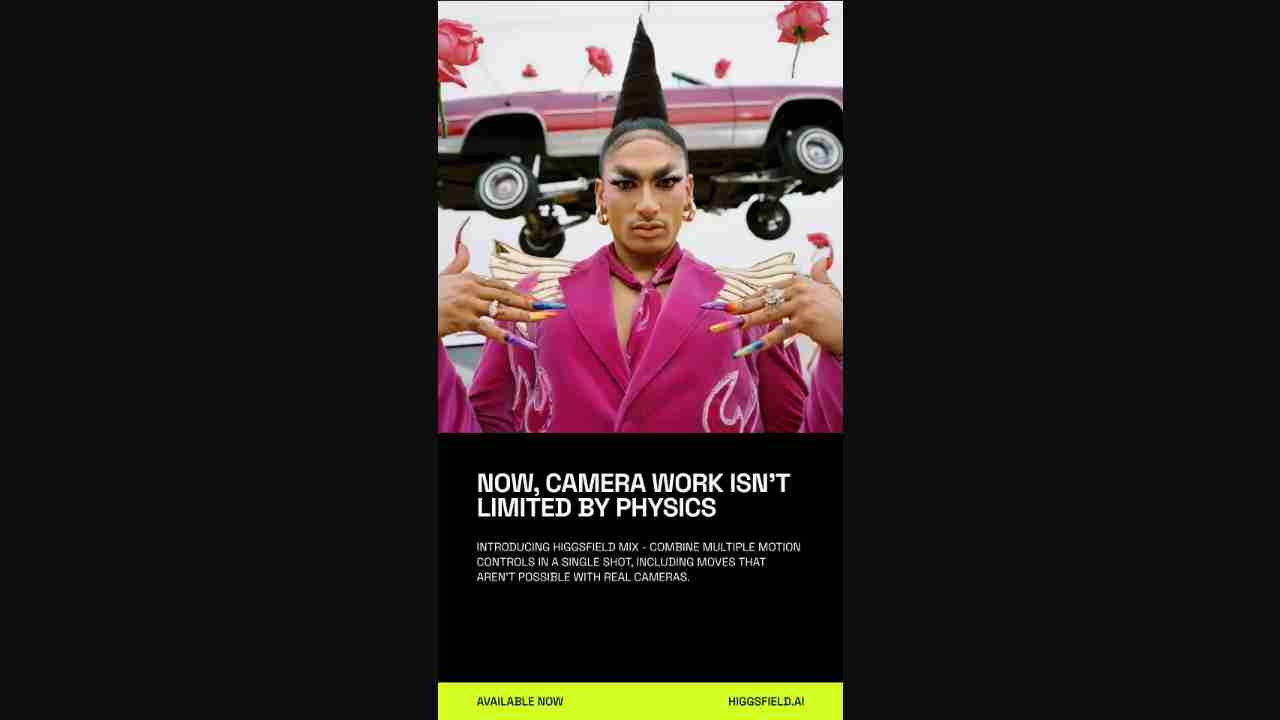 NOW, CAMERA WORK ISN'T
LIMITED BY PHYSICS
INTRODUCING HIGGSFIELD MIX - COMBINE MULTIPLE MOTION
CONTROLS IN A SINGLE SHOT, INCLUDING MOVES THAT
AREN'T POSSIBLE WITH REAL CAMERAS.
AVAILABLE NOW
HIGGSFIELD.AI